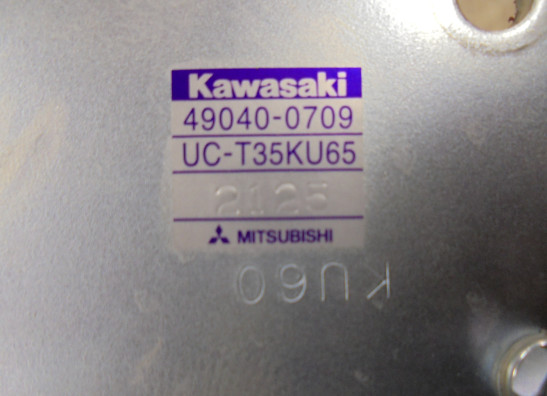 Kawasaki
49040-0709
UC-T35KU65
2125
MITSUBISHI
KU60